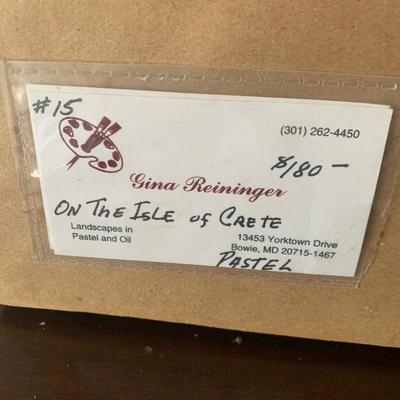 #15
(301) 262-4450
$180-
Gina Reininger
ON THE ISLE OF CRETE
Landscapes in
Pastel and Oil
13453 Yorktown Drive
Bowie, MD 20715-1467
PASTEL